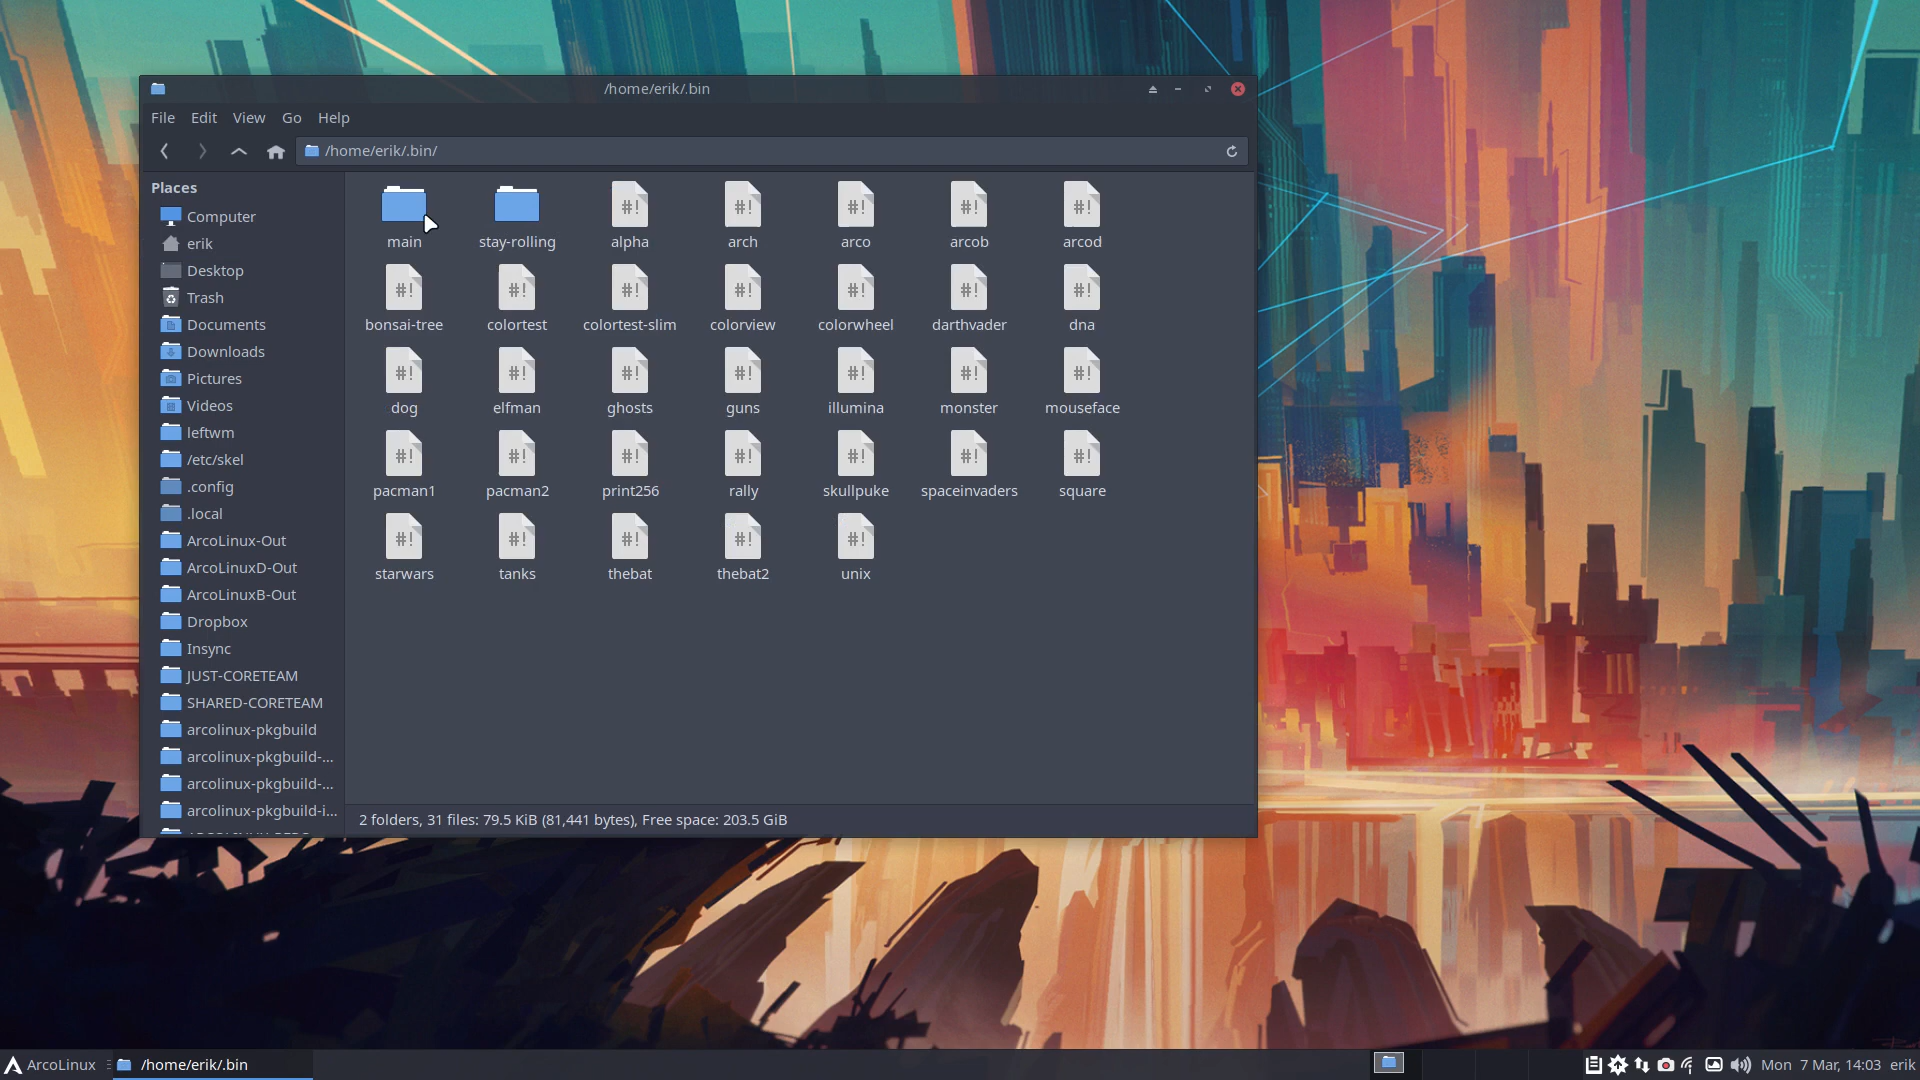 /home/erik/.bin
File Edit View Go Help
/home/erik/.bin/
Places
Computer
erik
Desktop
Trash
Documents
Downloads
Pictures
Videos
leftwm
/etc/skel
.config
.local
ArcoLinux-Out
ArcoLinuxD-Out
ArcoLinuxB-Out
Dropbox
Insync
JUST-CORETEAM
SHARED-CORETEAM
arcolinux-pkgbuild
arcolinux-pkgbuild-...
arcolinux-pkgbuild-...
arcolinux-pkgbuild-i...
main stay-rolling alpha arch arco arcob arcod
bonsai-tree colortest colortest-slim colorview colorwheel darthvader dna
dog elfman ghosts guns illumina monster mouseface
pacman1 pacman2 print256 rally skullpuke spaceinvaders square
starwars tanks thebat thebat2 unix
2 folders, 31 files: 79.5 KiB (81,441 bytes), Free space: 203.5 GiB
ArcoLinux /home/erik/.bin Mon 7 Mar, 14:03 erik